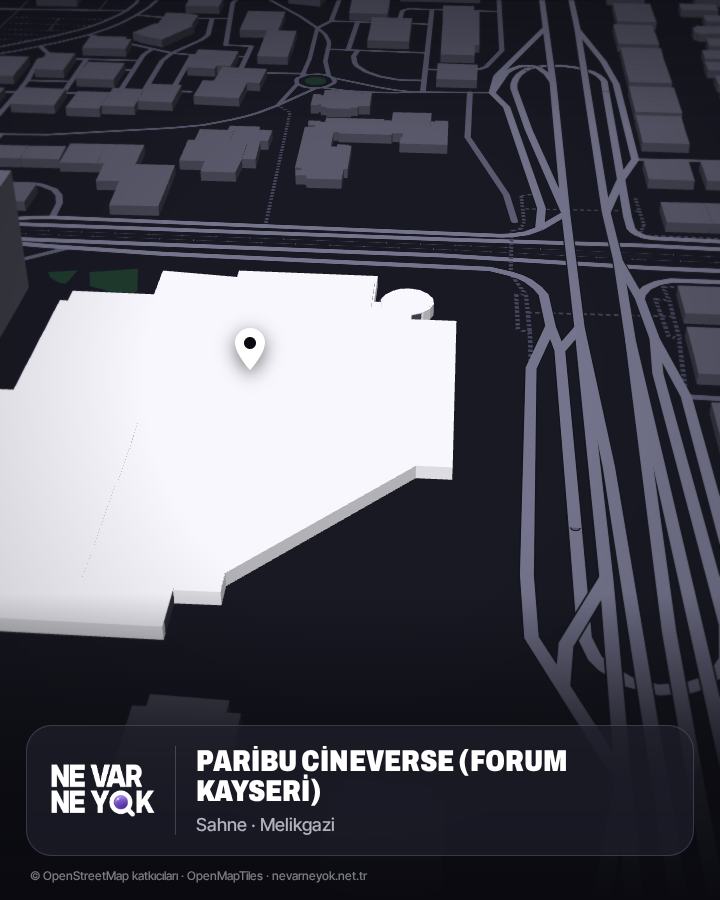 NE VAR
NE YOK
PARİBU CİNEVERSE (FORUM
KAYSERİ)
Sahne · Melikgazi
© OpenStreetMap katkıcıları · OpenMapTiles · nevarneyok.net.tr